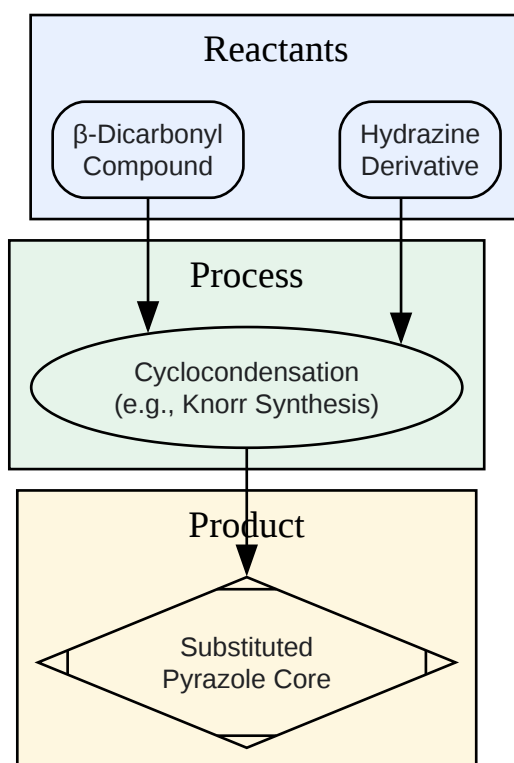 Reactants
β-Dicarbonyl
Compound
Hydrazine
Derivative
Process
Cyclocondensation
(e.g., Knorr Synthesis)
Product
Substituted
Pyrazole Core